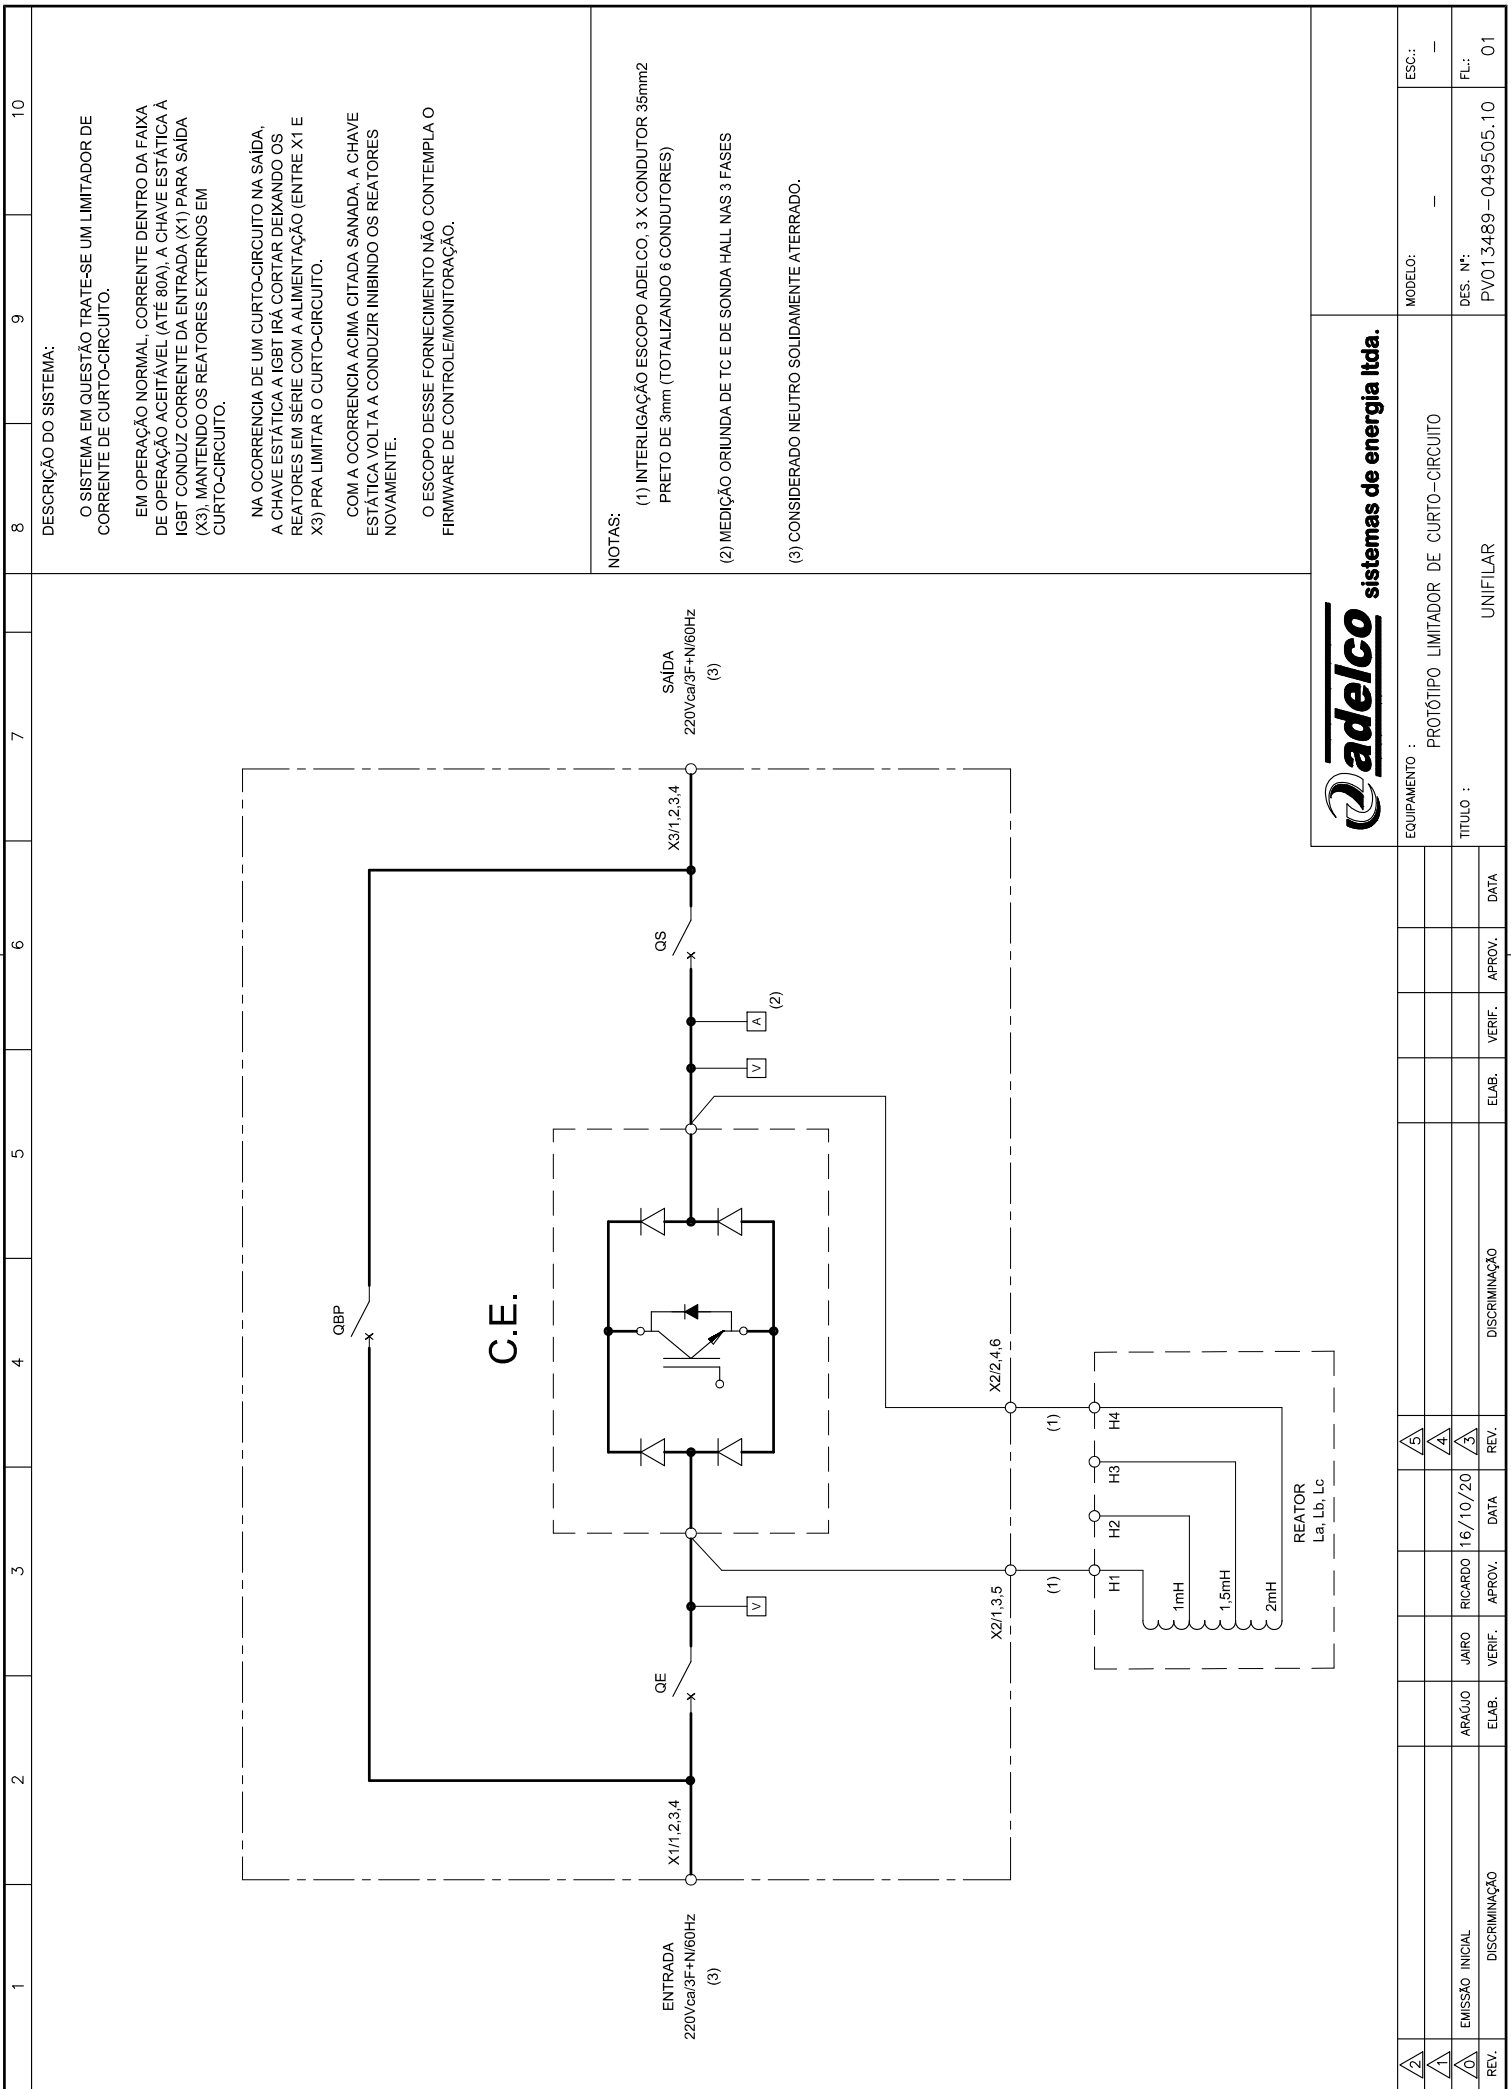 1
2
3
4
5
6
7
8
9
10
DESCRIÇÃO DO SISTEMA:
O SISTEMA EM QUESTÃO TRATE-SE UM LIMITADOR DE
CORRENTE DE CURTO-CIRCUITO.
EM OPERAÇÃO NORMAL, CORRENTE DENTRO DA FAIXA
DE OPERAÇÃO ACEITÁVEL (ATÉ 80A), A CHAVE ESTÁTICA À
IGBT CONDUZ CORRENTE DA ENTRADA (X1) PARA SAÍDA
(X3), MANTENDO OS REATORES EXTERNOS EM
CURTO-CIRCUITO.
NA OCORRENCIA DE UM CURTO-CIRCUITO NA SAÍDA,
A CHAVE ESTÁTICA A IGBT IRÁ CORTAR DEIXANDO OS
REATORES EM SÉRIE COM A ALIMENTAÇÃO (ENTRE X1 E
X3) PRA LIMITAR O CURTO-CIRCUITO.
COM A OCORRENCIA ACIMA CITADA SANADA, A CHAVE
ESTÁTICA VOLTA A CONDUZIR INIBINDO OS REATORES
NOVAMENTE.
O ESCOPO DESSE FORNECIMENTO NÃO CONTEMPLA O
FIRMWARE DE CONTROLE/MONITORAÇÃO.
NOTAS:
(1) INTERLIGAÇÃO ESCOPO ADELCO, 3 X CONDUTOR 35mm2
PRETO DE 3mm (TOTALIZANDO 6 CONDUTORES)
(2) MEDIÇÃO ORIUNDA DE TC E DE SONDA HALL NAS 3 FASES
(3) CONSIDERADO NEUTRO SOLIDAMENTE ATERRADO.
QBP
C.E.
ENTRADA
220Vca/3F+N/60Hz
(3)
X1/1,2,3,4
QE
V
V
A
(2)
QS
X3/1,2,3,4
SAÍDA
220Vca/3F+N/60Hz
(3)
X2/1,3,5
X2/2,4,6
(1)
(1)
H1
H2
H3
H4
1mH
1,5mH
2mH
REATOR
La, Lb, Lc
adelco sistemas de energia ltda.
EQUIPAMENTO :
PROTÓTIPO LIMITADOR DE CURTO-CIRCUITO
MODELO:
-
ESC.:
-
TITULO :
UNIFILAR
DES. Nº:
PV013489-049505.10
FL.:
01
2
5
1
4
0 EMISSÃO INICIAL ARAÚJO JAIRO RICARDO 16/10/20 3
REV. DISCRIMINAÇÃO ELAB. VERIF. APROV. DATA REV. DISCRIMINAÇÃO ELAB. VERIF. APROV. DATA